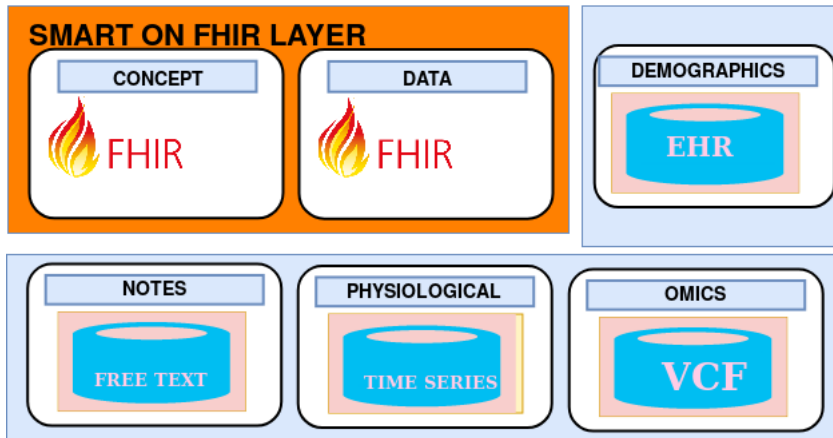 SMART ON FHIR LAYER
CONCEPT
FHIR
DATA
FHIR
DEMOGRAPHICS
EHR
NOTES
FREE TEXT
PHYSIOLOGICAL
TIME SERIES
OMICS
VCF